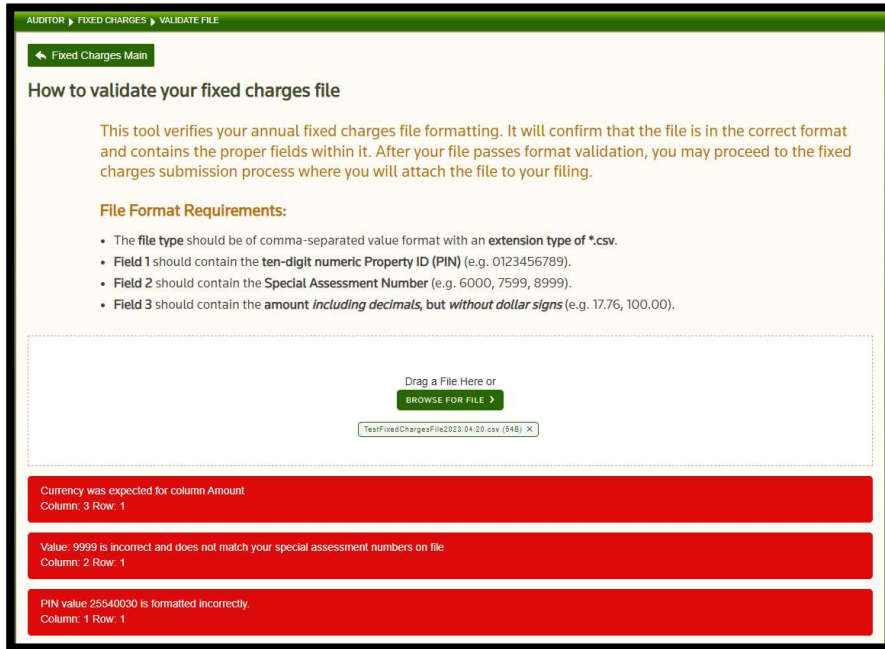 AUDITOR ▶ FIXED CHARGES ▶ VALIDATE FILE
Fixed Charges Main
How to validate your fixed charges file
This tool verifies your annual fixed charges file formatting. It will confirm that the file is in the correct format
and contains the proper fields within it. After your file passes format validation, you may proceed to the fixed
charges submission process where you will attach the file to your filing.
File Format Requirements:
• The file type should be of comma-separated value format with an extension type of *.csv.
• Field 1 should contain the ten-digit numeric Property ID (PIN) (e.g. 0123456789).
• Field 2 should contain the Special Assessment Number (e.g. 6000, 7599, 8999).
• Field 3 should contain the amount including decimals, but without dollar signs (e.g. 17.76, 100.00).
Drag a File Here or
BROWSE FOR FILE
TestFixedChargesFile2023.04.20.csv (54B) ×
Currency was expected for column Amount
Column: 3 Row: 1
Value: 9999 is incorrect and does not match your special assessment numbers on file
Column: 2 Row: 1
PIN value 25540030 is formatted incorrectly.
Column: 1 Row: 1